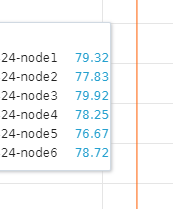 24-node1 79.32
24-node2 77.83
24-node3 79.92
24-node4 78.25
24-node5 76.67
24-node6 78.72